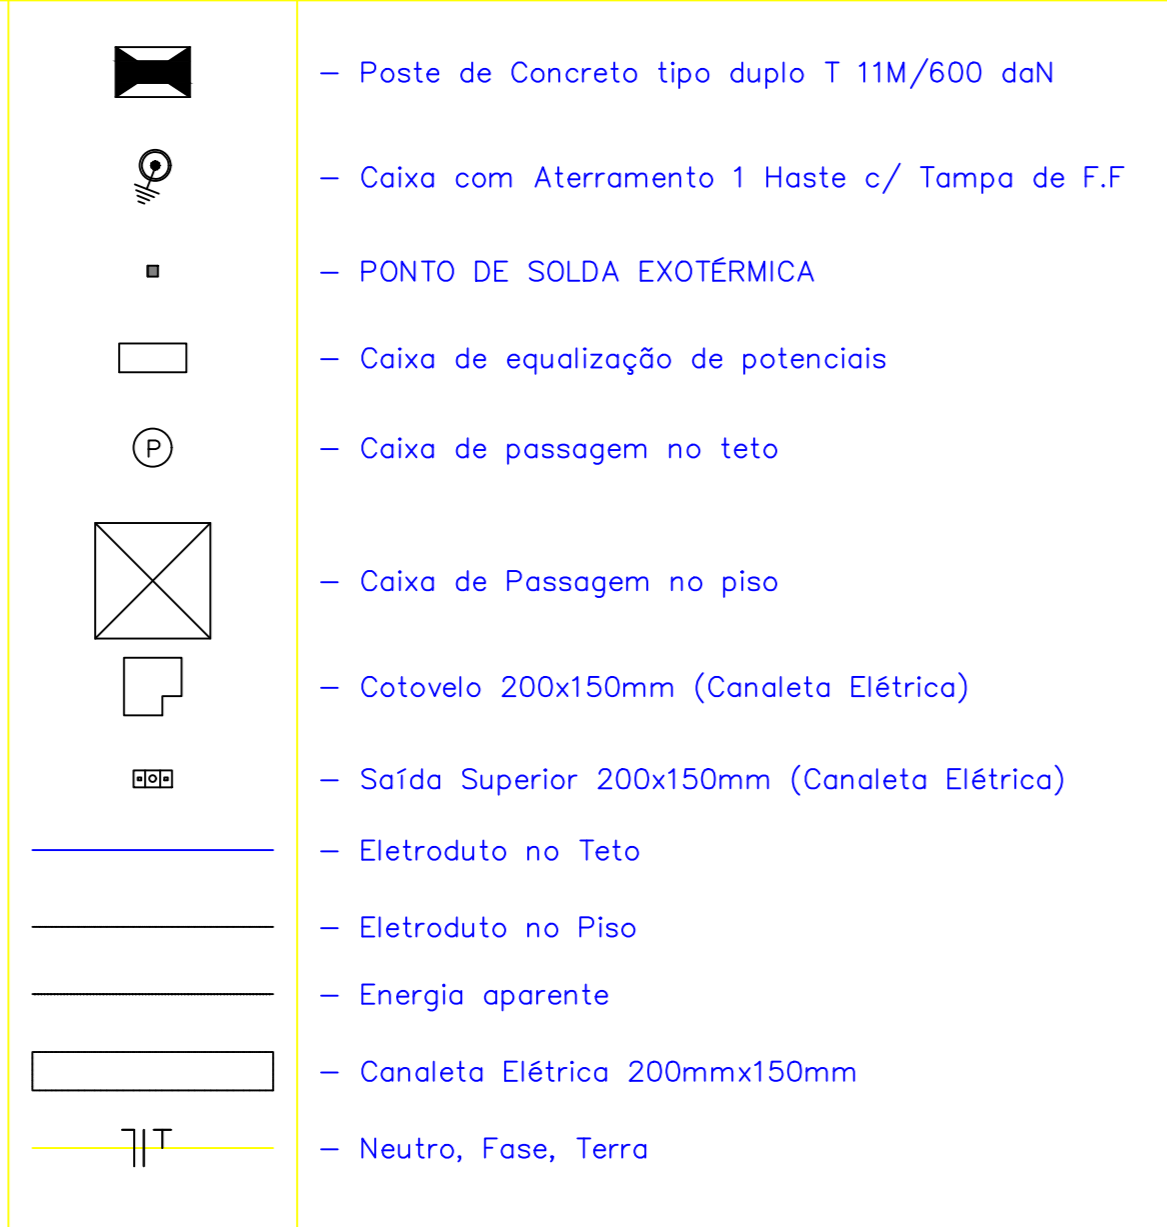 – Poste de Concreto tipo duplo T 11M/600 daN
– Caixa com Aterramento 1 Haste c/ Tampa de F.F
– PONTO DE SOLDA EXOTÉRMICA
– Caixa de equalização de potenciais
P – Caixa de passagem no teto
– Caixa de Passagem no piso
– Cotovelo 200x150mm (Canaleta Elétrica)
– Saída Superior 200x150mm (Canaleta Elétrica)
– Eletroduto no Teto
– Eletroduto no Piso
– Energia aparente
– Canaleta Elétrica 200mmx150mm
– Neutro, Fase, Terra